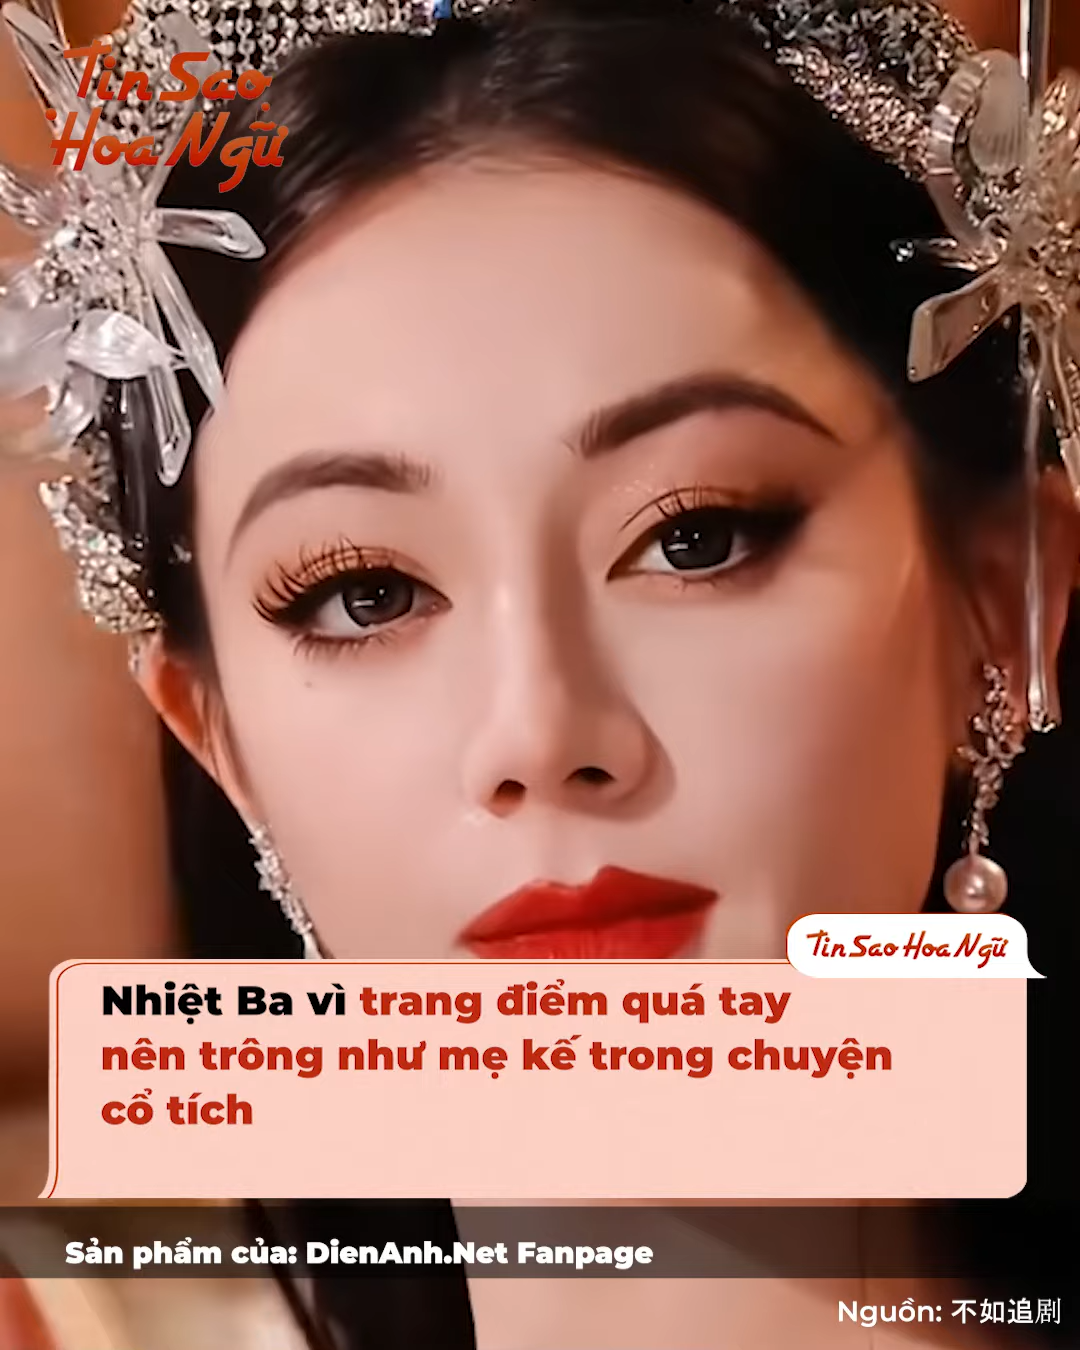 Tin Sao
Hoa Ngữ
Tin Sao Hoa Ngữ
Nhiệt Ba vì trang điểm quá tay
nên trông như mẹ kế trong chuyện
cổ tích
Sản phẩm của: DienAnh.Net Fanpage
Nguồn: 不如追剧